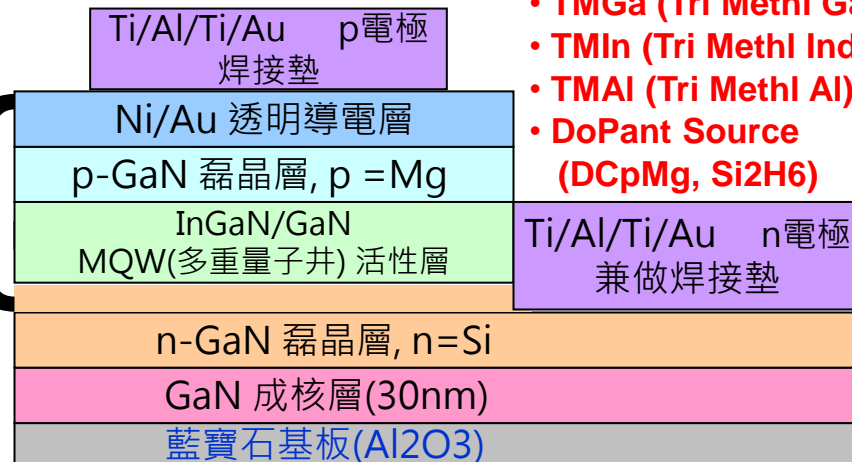 Ti/Al/Ti/Au p電極
焊接墊
Ni/Au 透明導電層
p-GaN 磊晶層, p =Mg
InGaN/GaN
MQW(多重量子井) 活性層
• TMGa (Tri Methl
• TMIn (Tri Methl
• TMAl (Tri Methl Al)
• DoPant Source
(DCpMg, Si2H6)
Ti/Al/Ti/Au n電極
兼做焊接墊
n-GaN 磊晶層, n=Si
GaN 成核層(30nm)
藍寶石基板(Al2O3)